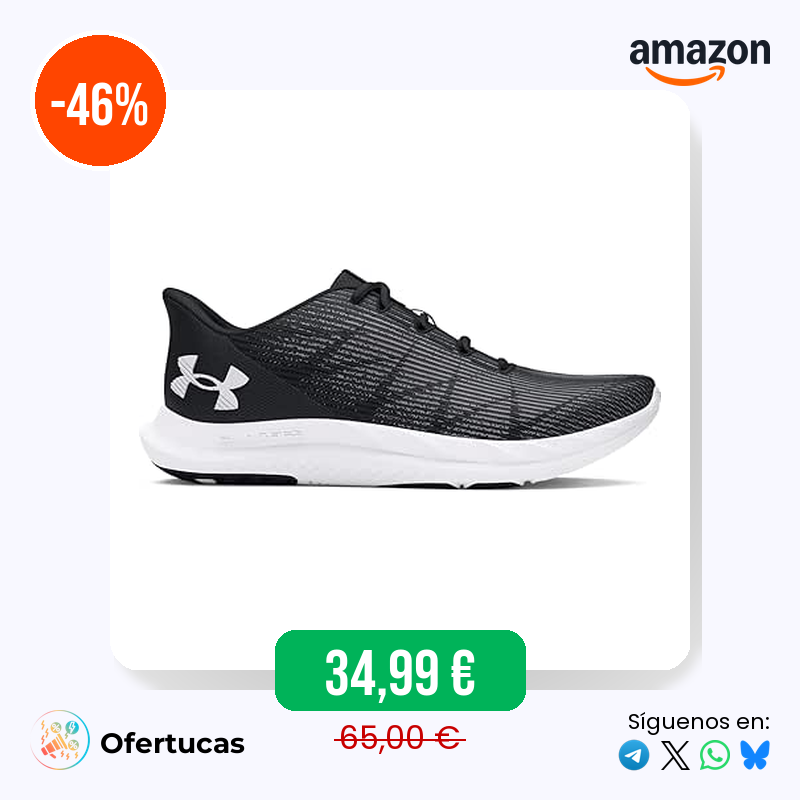 -46%
amazon
34,99 €
65,00 €
Ofertucas
Síguenos en: